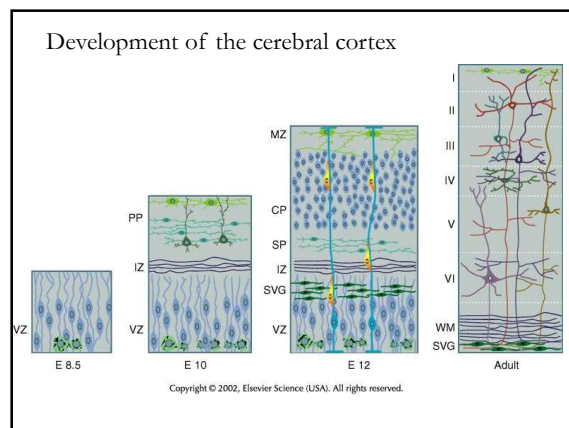 Development of the cerebral cortex
VZ
E 8.5
PP
IZ
VZ
E 10
MZ
CP
SP
IZ
SVG
VZ
E 12
I
II
III
IV
V
VI
WM
SVG
Adult
Copyright © 2002, Elsevier Science (USA). All rights reserved.